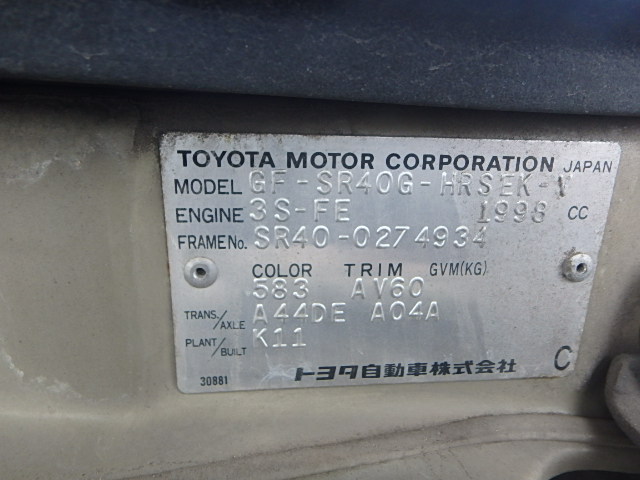 TOYOTA MOTOR CORPORATION JAPAN
MODEL GF-SR40G-HRSEK-V
ENGINE 3S-FE 1998 CC
FRAME No. SR40-0274934
COLOR TRIM GVM(KG)
583 AV60
TRANS./AXLE A44DE A04A
PLANT/BUILT K11
30881 トヨタ自動車株式会社 C